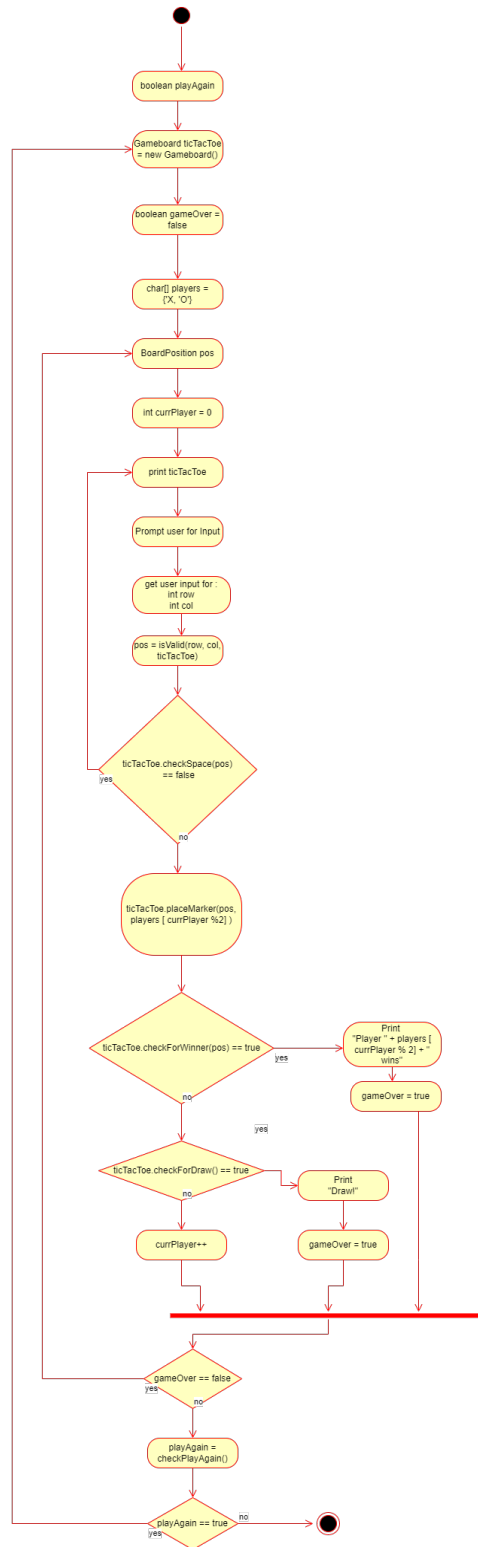 boolean playAgain
Gameboard ticTacToe
= new Gameboard()
boolean gameOver =
false
char[] players =
{'X, 'O'}
BoardPosition pos
int currPlayer = 0
print ticTacToe
Prompt user for Input
get user input for :
int row
int col
pos = isValid(row, col,
ticTacToe)
ticTacToe.checkSpace(pos)
== false
yes
no
ticTacToe.placeMarker(pos,
players [ currPlayer %2] )
ticTacToe.checkForWinner(pos) == true
yes
Print
"Player " + players [
currPlayer % 2] + "
wins"
gameOver = true
no
yes
ticTacToe.checkForDraw() == true
Print
"Draw!"
no
currPlayer++
gameOver = true
gameOver == false
yes
no
playAgain =
checkPlayAgain()
playAgain == true
no
yes